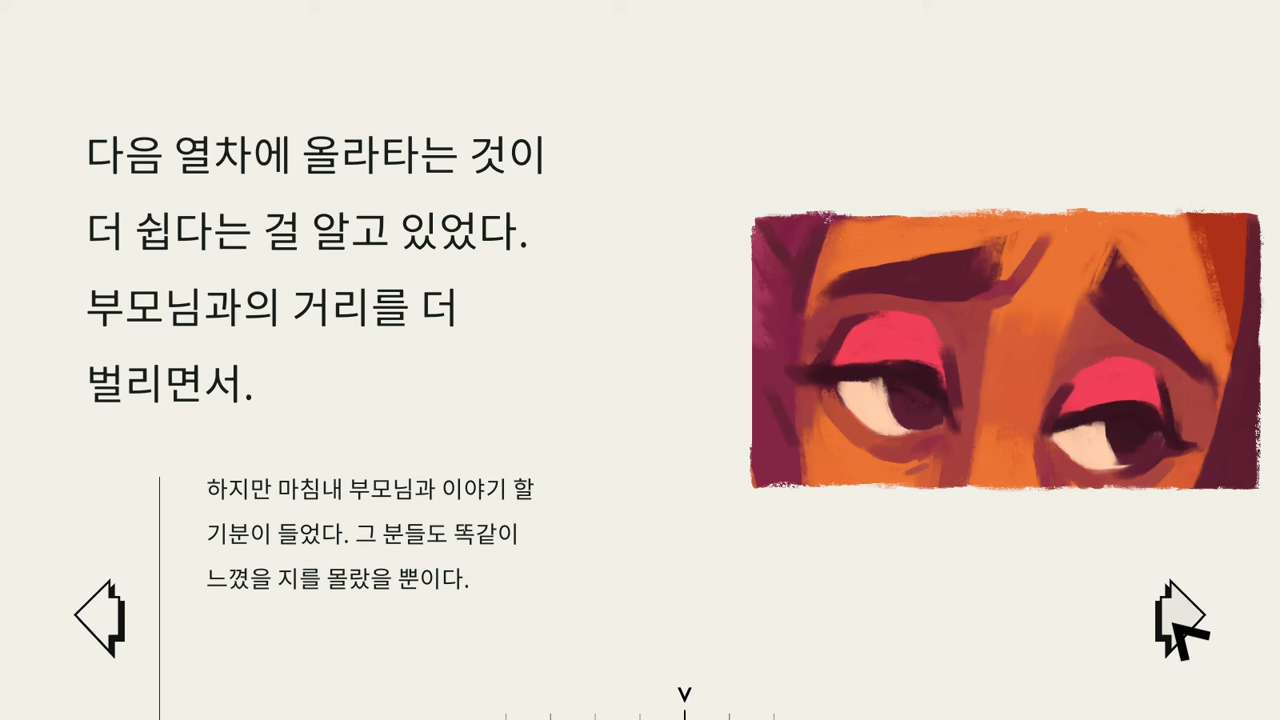 다음 열차에 올라타는 것이
더 쉽다는 걸 알고 있었다.
부모님과의 거리를 더
벌리면서.
하지만 마침내 부모님과 이야기 할
기분이 들었다. 그 분들도 똑같이
느꼈을 지를 몰랐을 뿐이다.